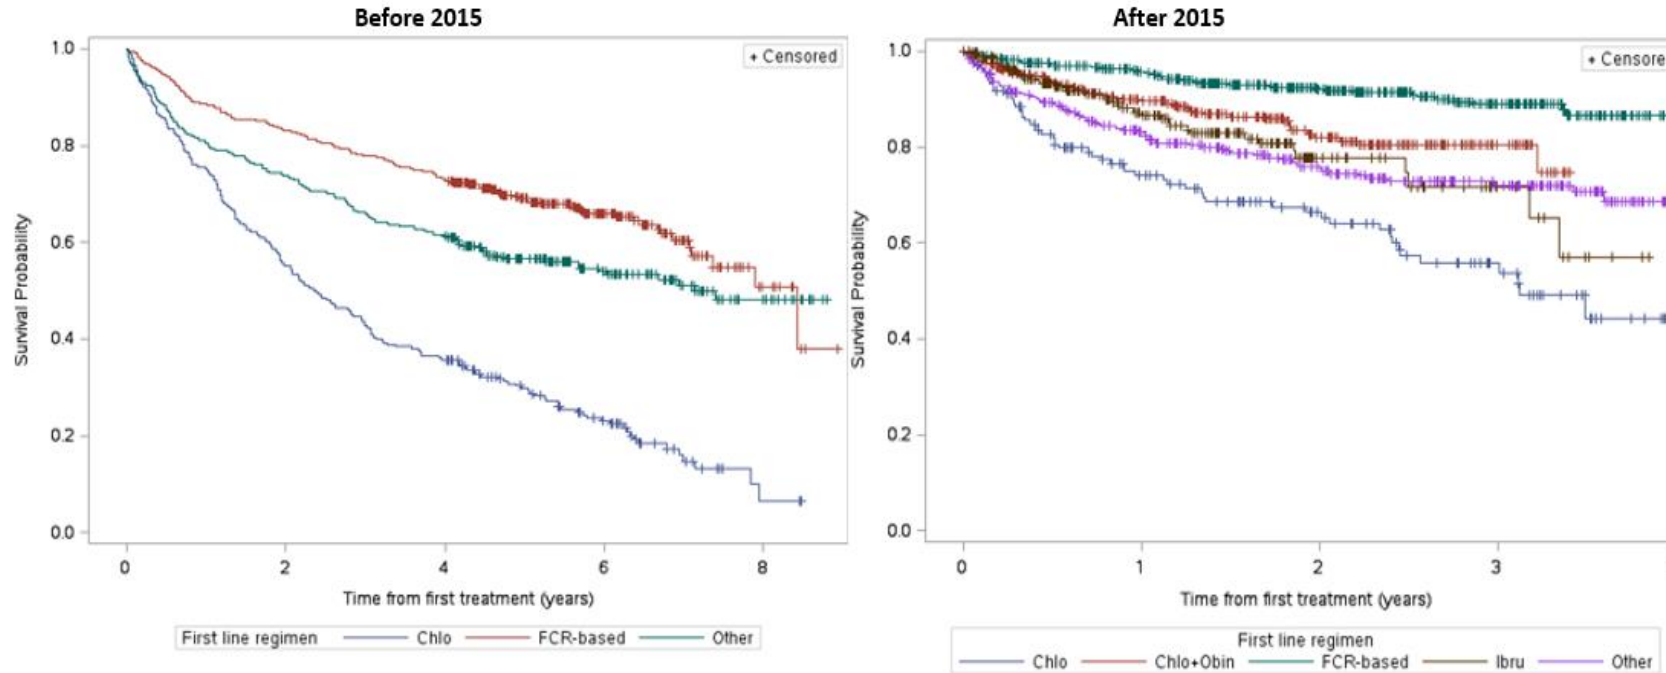 Before 2015
After 2015
+ Censored
+ Censore
Survival Probability
1.0
0.8
0.6
0.4
0.2
0.0
0 2 4 6 8
Time from first treatment (years)
First line regimen Chlo FCR-based Other
Survival Probability
1.0
0.8
0.6
0.4
0.2
0.0
0 1 2 3
Time from first treatment (years)
First line regimen
Chlo Chlo+Obin FCR-based Ibru Other